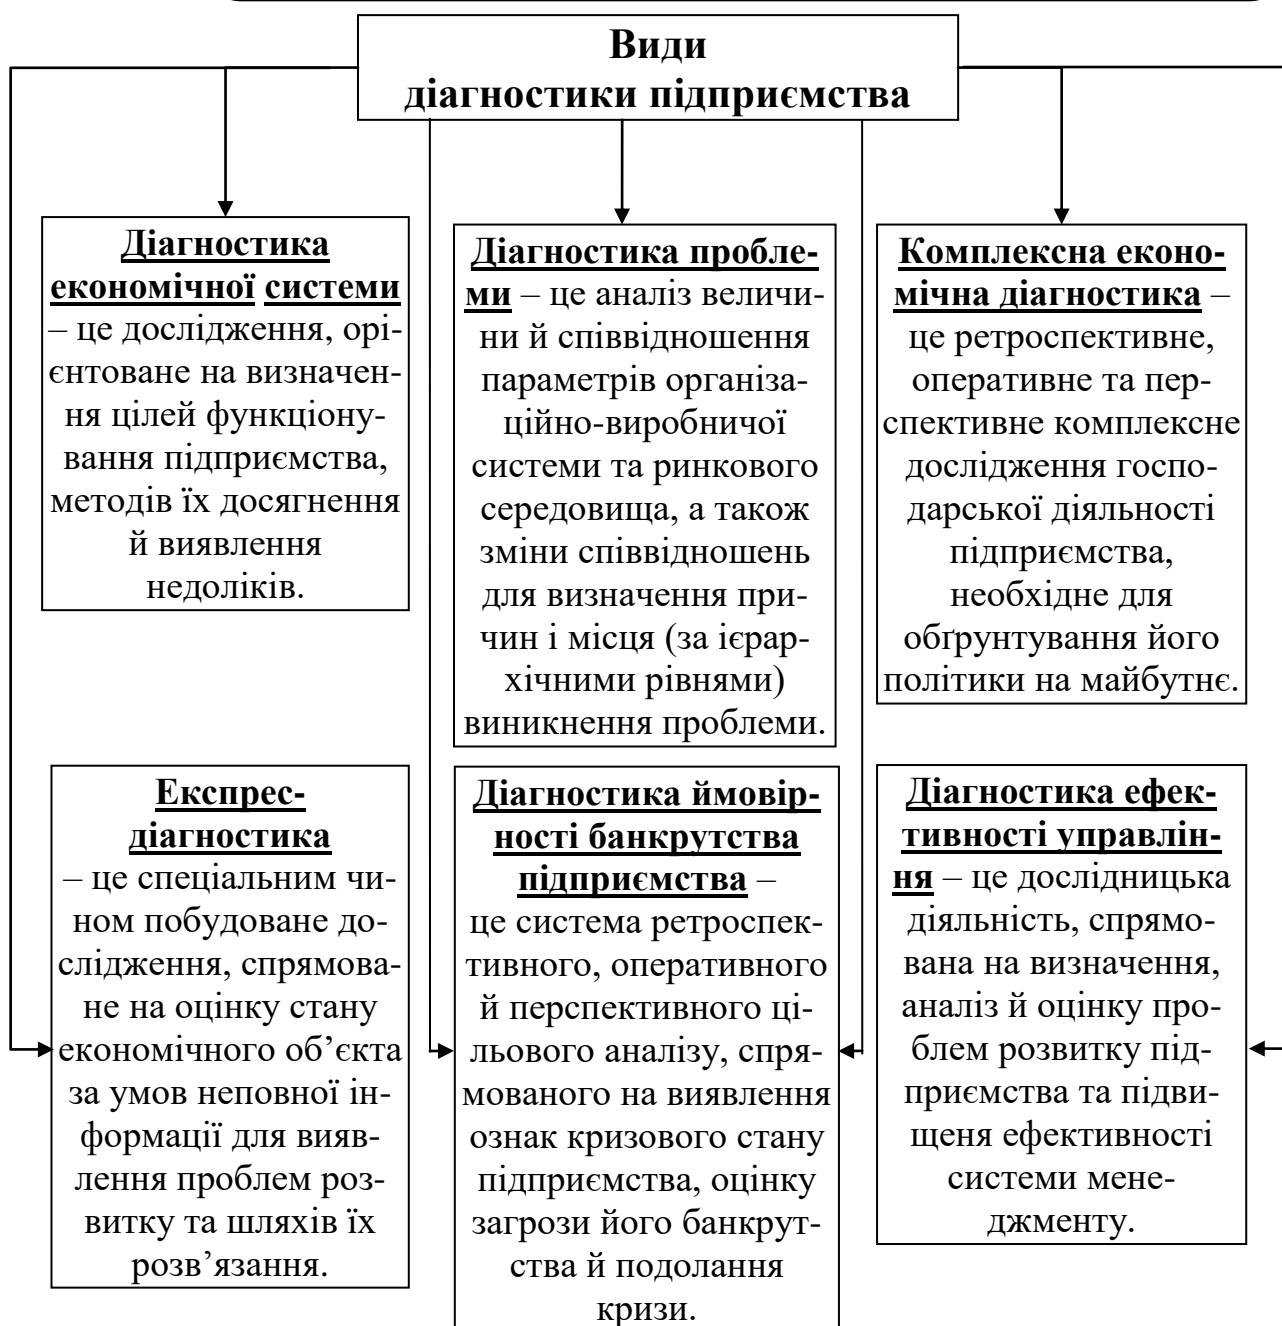 Види
діагностики підприємства
Діагностика
економічної системи
– це дослідження, орі-
єнтоване на визначен-
ня цілей функціону-
вання підприємства,
методів їх досягнення
й виявлення
недоліків.
Діагностика пробле-
ми – це аналіз величи-
ни й співвідношення
параметрів організа-
ційно-виробничої
системи та ринкового
середовища, а також
зміни співвідношень
для визначення при-
чин і місця (за ієрар-
хічними рівнями)
виникнення проблеми.
Комплексна еконо-
мічна діагностика –
це ретроспективне,
оперативне та пер-
спективне комплексне
дослідження госпо-
дарської діяльності
підприємства,
необхідне для
обґрунтування його
політики на майбутнє.
Експрес-
діагностика
– це спеціальним чи-
ном побудоване до-
слідження, спрямова-
не на оцінку стану
економічного об’єкта
за умов неповної ін-
формації для вияв-
лення проблем роз-
витку та шляхів їх
розв’язання.
Діагностика ймовір-
ності банкрутства
підприємства –
це система ретроспек-
тивного, оперативного
й перспективного ці-
льового аналізу, спря-
мованого на виявлення
ознак кризового стану
підприємства, оцінку
загрози його банкрут-
ства й подолання
кризи.
Діагностика ефек-
тивності управлін-
ня – це дослідницька
діяльність, спрямо-
вана на визначення,
аналіз й оцінку про-
блем розвитку під-
приємства та підви-
щеня ефективності
системи мене-
джменту.